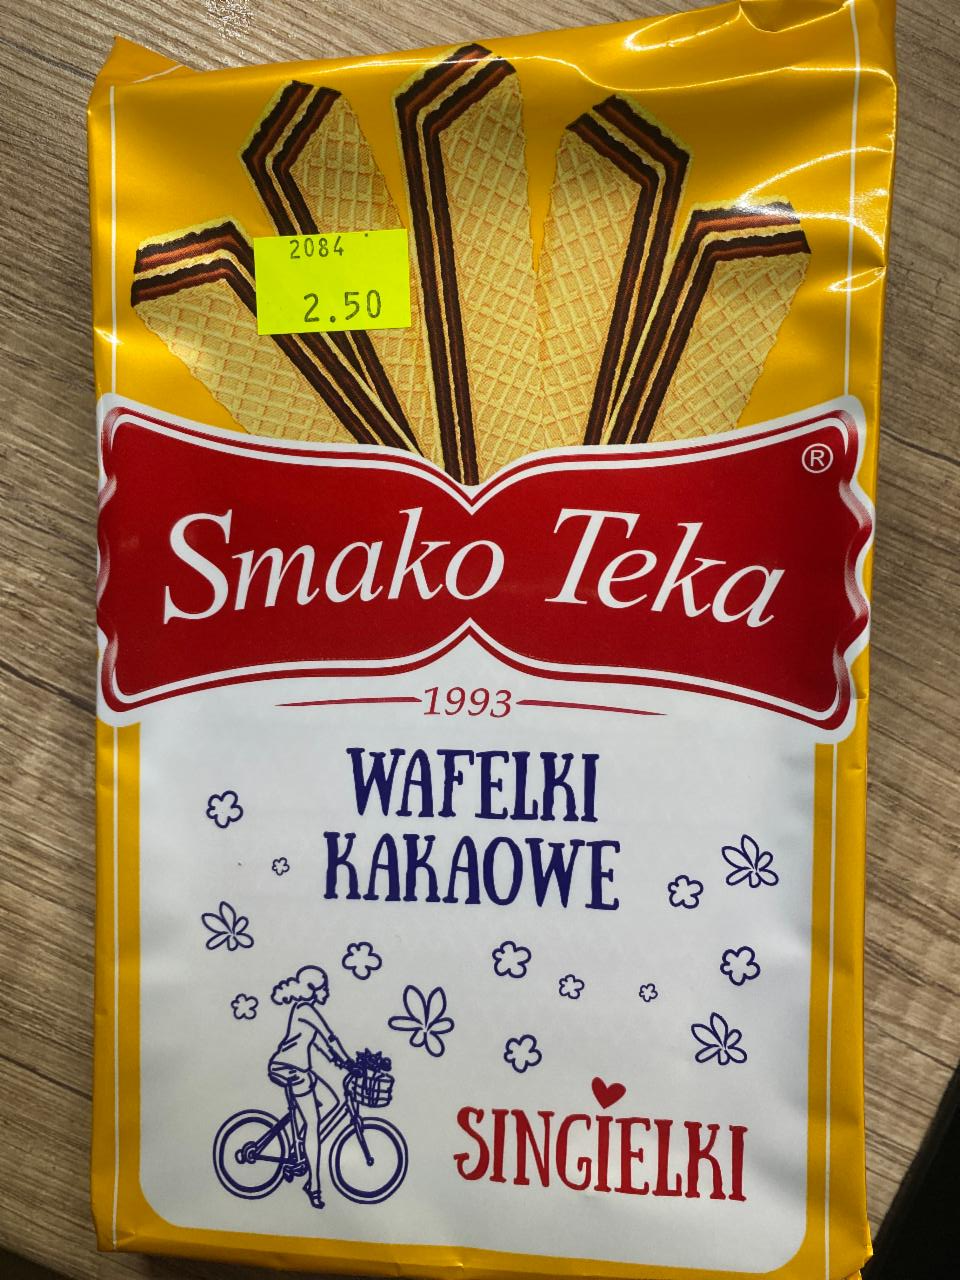 2084
2.50
®
Smako Teka
1993
WAFELKI
KAKAOWE
SINGIELKI